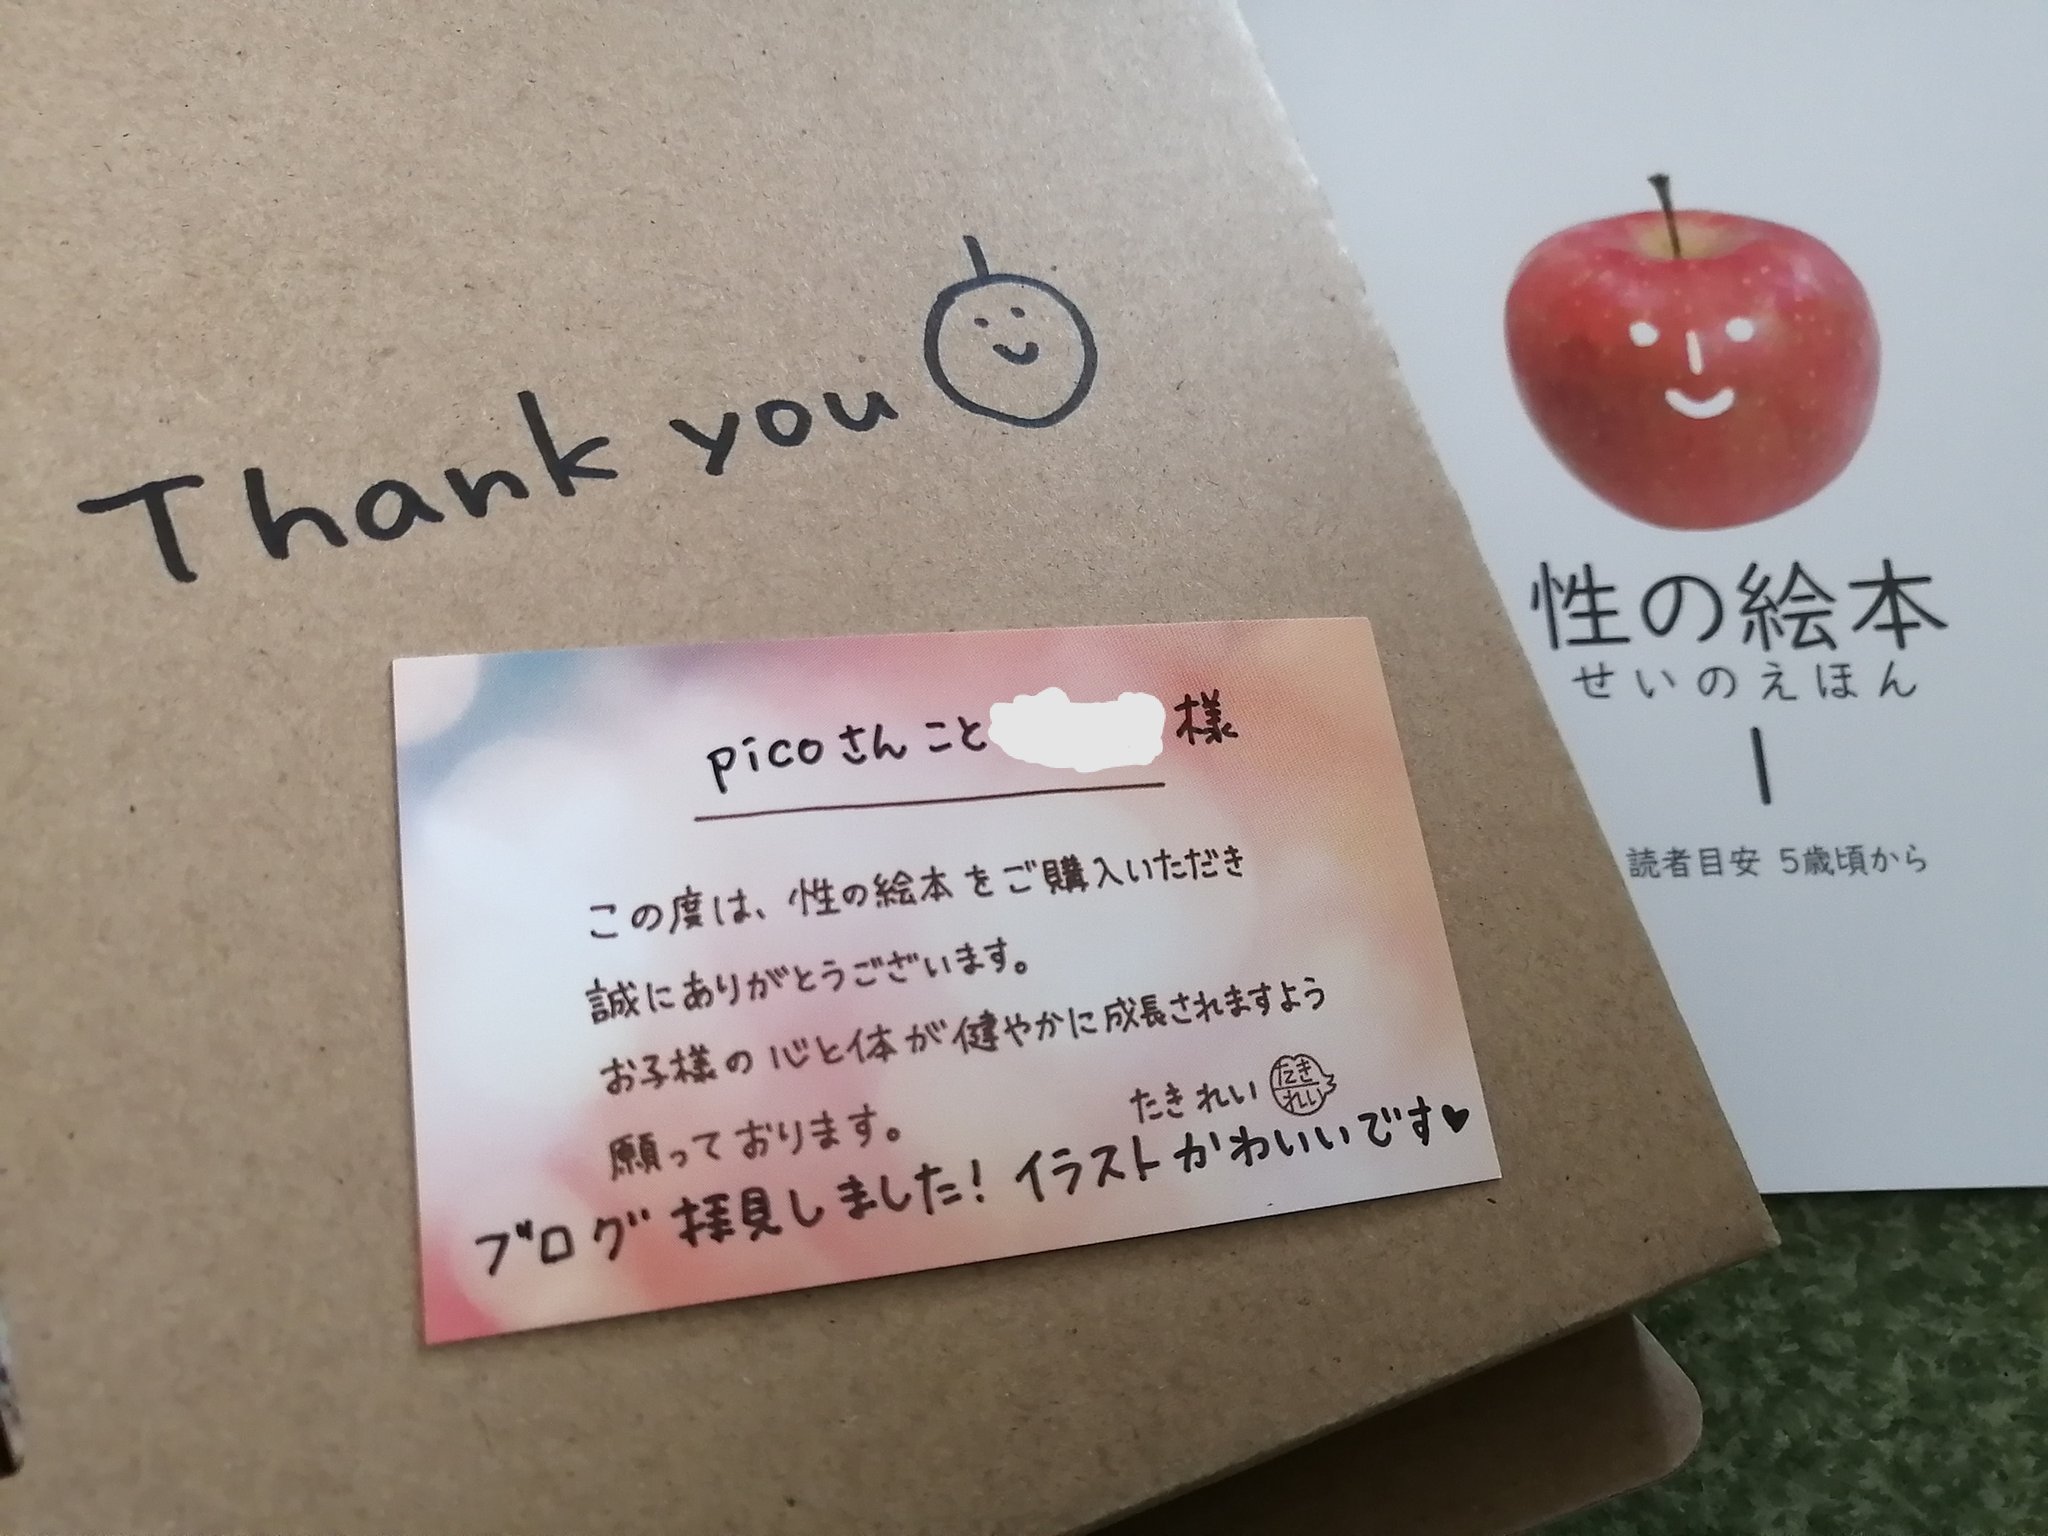 Thank you
picoさんこと 様
この度は、性の絵本をご購入いただき
誠にありがとうございます。
お子様の心と体が健やかに成長されますよう
願っております。
たきれい
たき
れい
ブログ拝見しました！イラストかわいいです♥
性の絵本
せいのえほん
1
読者目安 5歳頃から